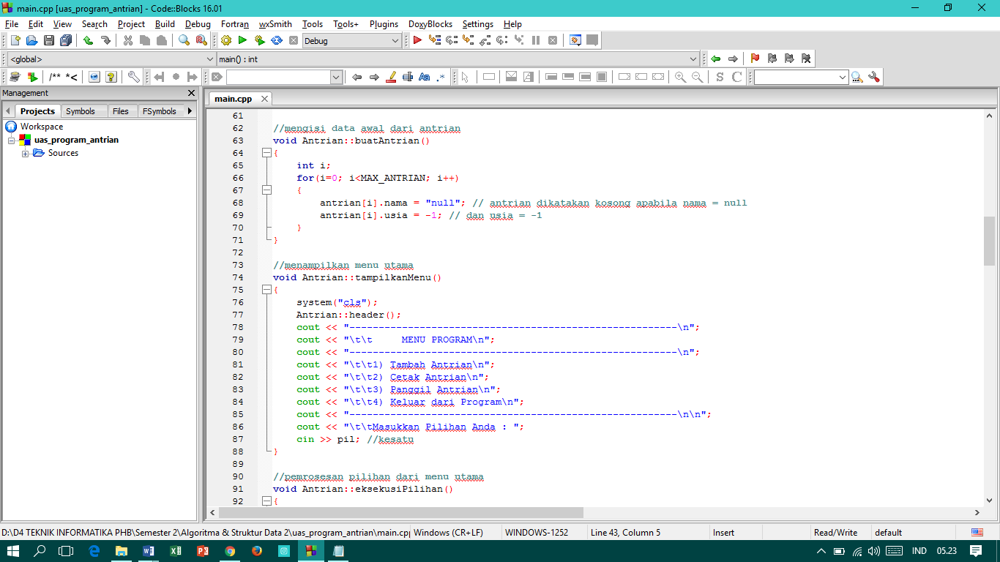 main.cpp [uas_program_antrian] - Code::Blocks 16.01
File Edit View Search Project Build Debug Fortran wxSmith Tools Tools+ Plugins DoxyBlocks Settings Help
Debug
<global> main() : int
/** *< Aa .* S C
Management
main.cpp
Projects Symbols Files FSymbols
Workspace
uas_program_antrian
Sources
61
62 //mengisi data awal dari antrian
63 void Antrian::buatAntrian()
64 {
65 int i;
66 for(i=0; i<MAX_ANTRIAN; i++)
67 {
68 antrian[i].nama = "null"; // antrian dikatakan kosong apabila nama = null
69 antrian[i].usia = -1; // dan usia = -1
70 }
71 }
72
73 //menampilkan menu utama
74 void Antrian::tampilkanMenu()
75 {
76 system("cls");
77 Antrian::header();
78 cout << "--------------------------------------------------------\n";
79 cout << "\t\t     MENU PROGRAM\n";
80 cout << "--------------------------------------------------------\n";
81 cout << "\t\t1) Tambah Antrian\n";
82 cout << "\t\t2) Cetak Antrian\n";
83 cout << "\t\t3) Panggil Antrian\n";
84 cout << "\t\t4) Keluar dari Program\n";
85 cout << "--------------------------------------------------------\n\n";
86 cout << "\t\tMasukkan Pilihan Anda : ";
87 cin >> pil; //kesatu
88 }
89
90 //pemrosesan pilihan dari menu utama
91 void Antrian::eksekusiPilihan()
92 {
D:\D4 TEKNIK INFORMATIKA PHB\Semester 2\Algoritma & Struktur Data 2\uas_program_antrian\main.cpp Windows (CR+LF) WINDOWS-1252 Line 43, Column 5 Insert Read/Write default
IND 05.23